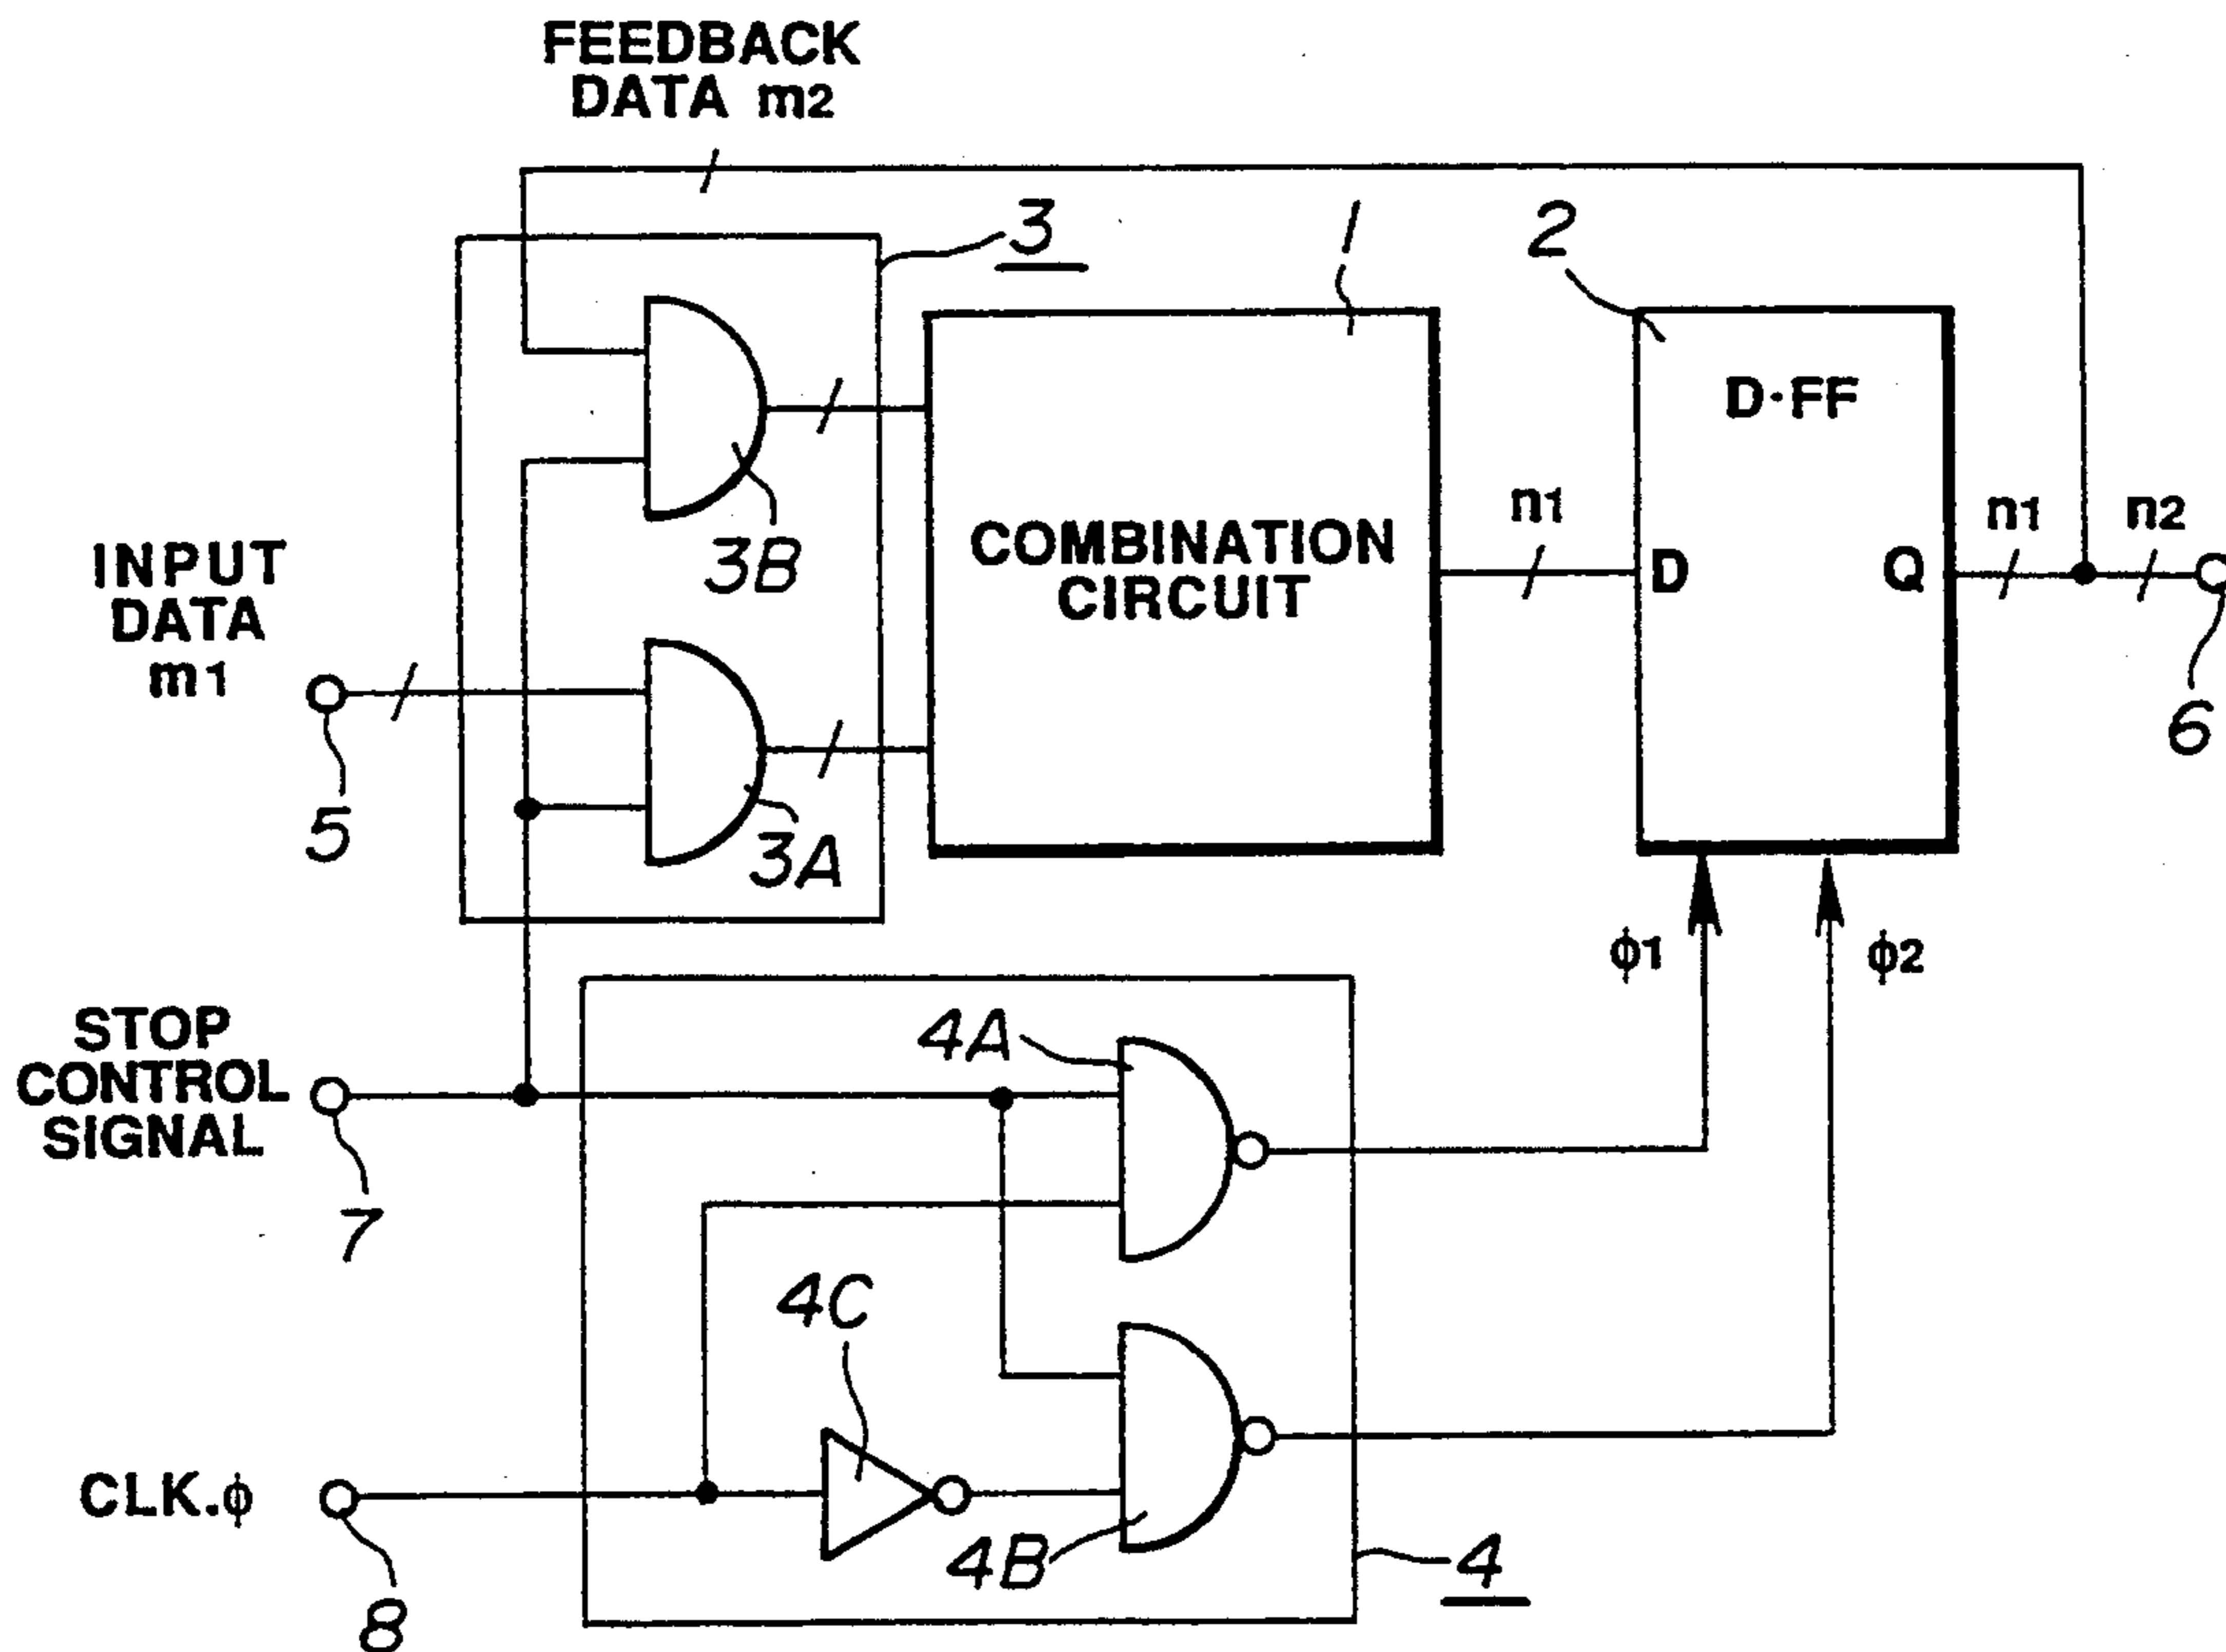 FEEDBACK
DATA m2
3
1
2
D·FF
3B
COMBINATION
CIRCUIT
n1
D
Q
n1
n2
INPUT
DATA
m1
5
3A
6
ϕ1
ϕ2
STOP
CONTROL
SIGNAL
7
4A
4C
CLK.ϕ
8
4B
4